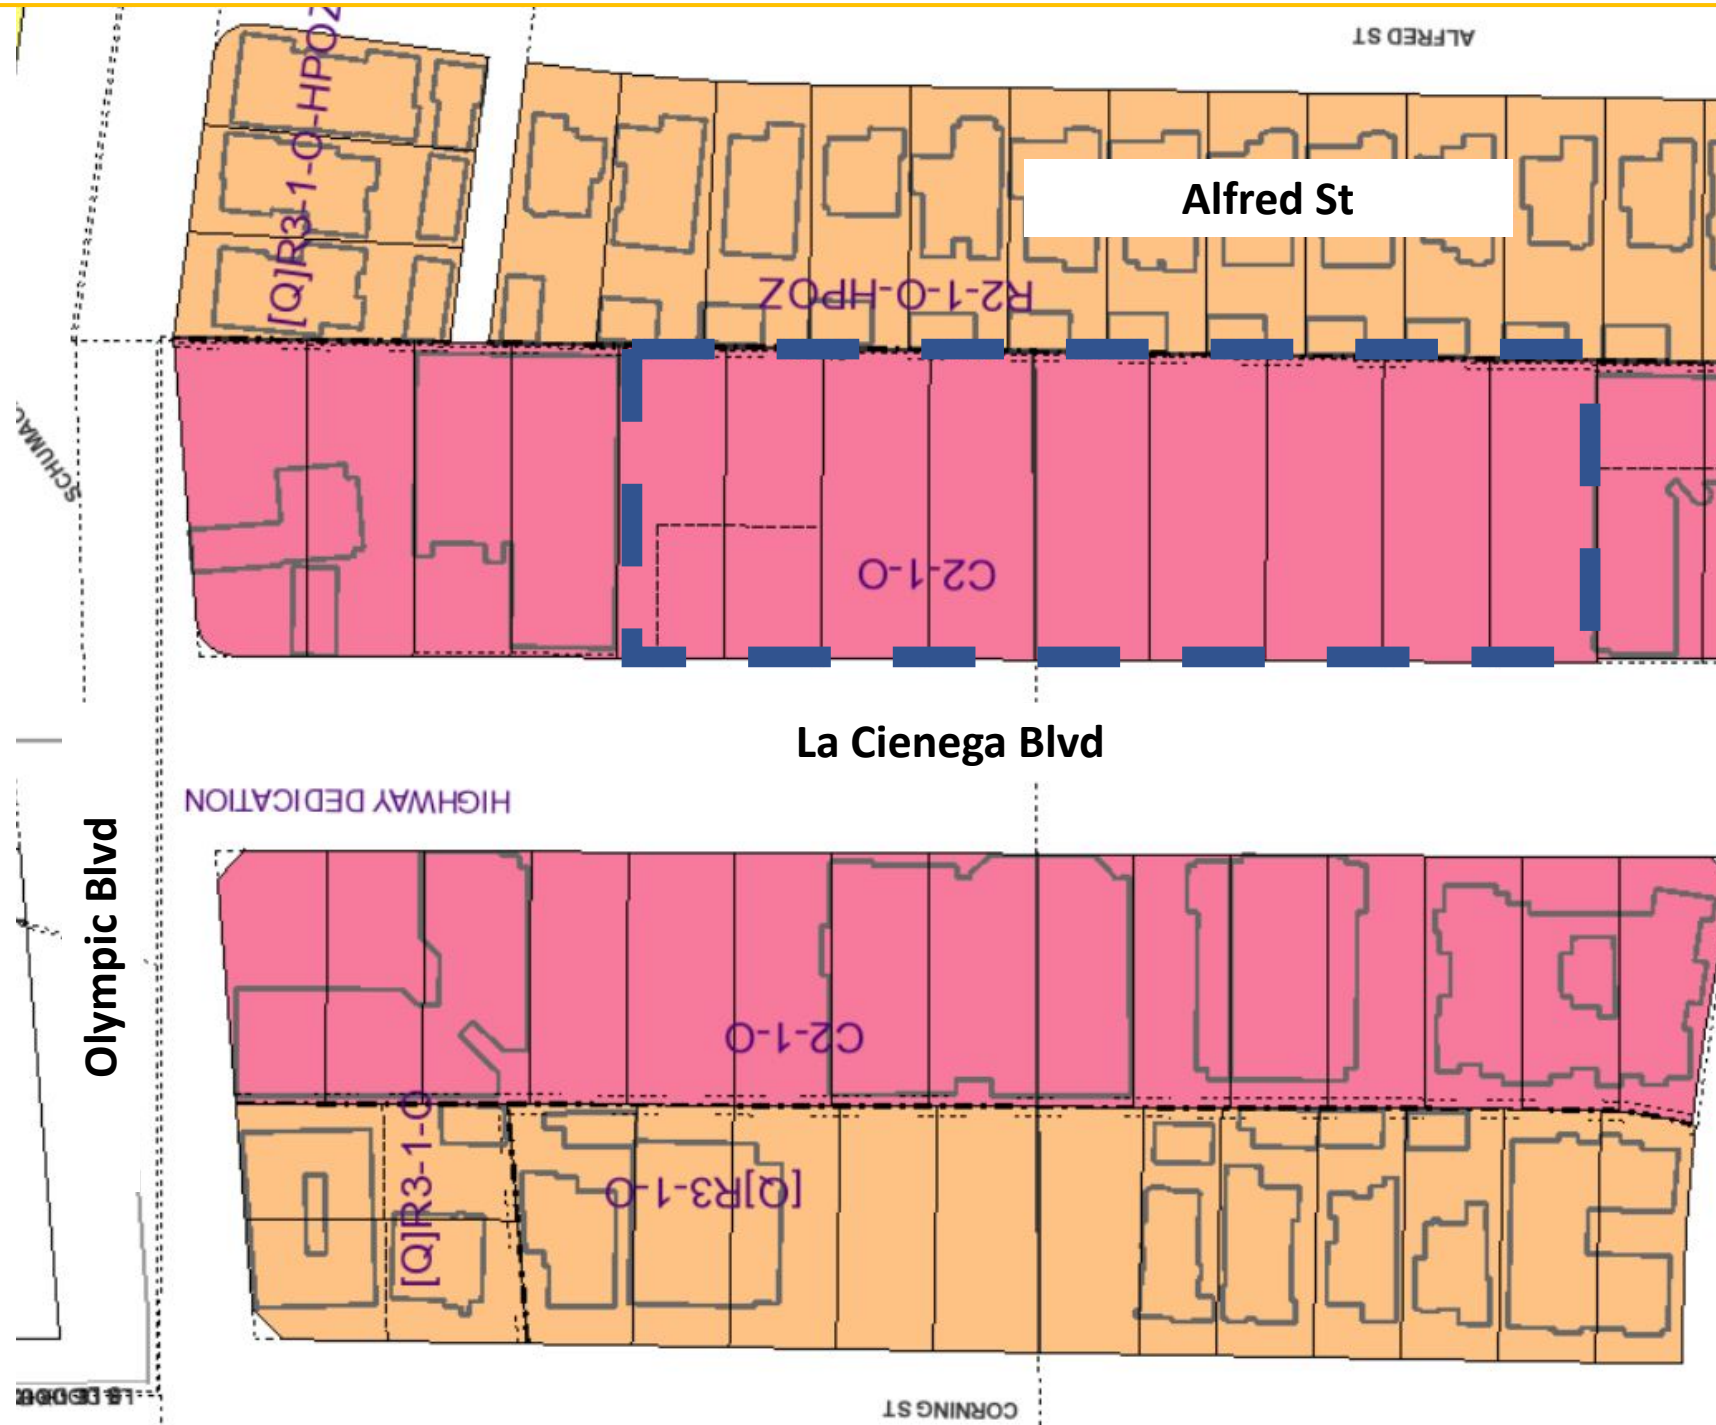 ALFRED ST
[Q]R3-1-O-HPOZ
Alfred St
R2-1-O-HPOZ
C2-1-O
La Cienega Blvd
HIGHWAY DEDICATION
Olympic Blvd
C2-1-O
[Q]R3-1-O
[Q]R3-1-O
CORNING ST